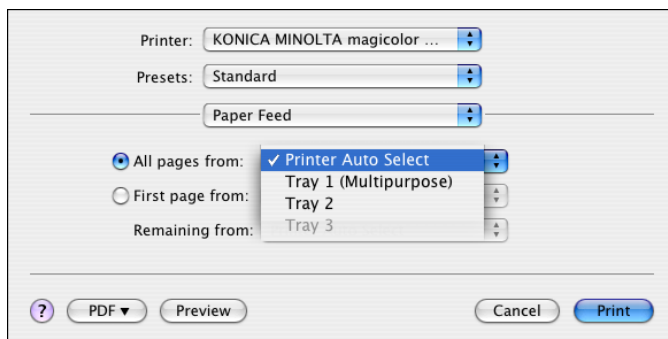 Printer: KONICA MINOLTA magicolor ...
Presets: Standard
Paper Feed
All pages from: ✓ Printer Auto Select
Tray 1 (Multipurpose)
First page from:
Tray 2
Remaining from: Tray 3
? PDF ▼ Preview Cancel Print